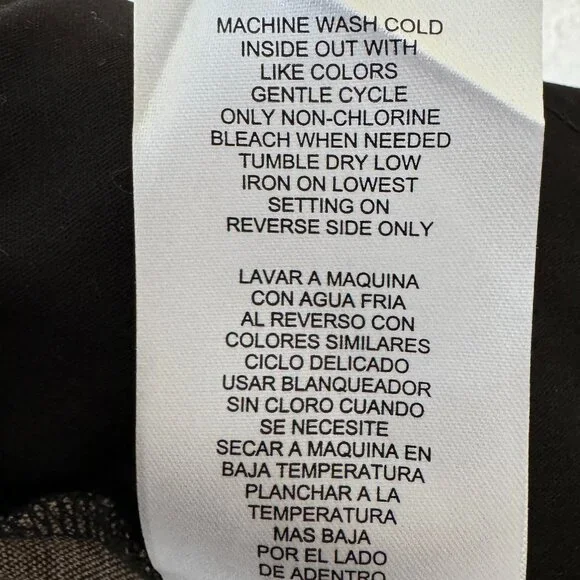 MACHINE WASH COLD
INSIDE OUT WITH
LIKE COLORS
GENTLE CYCLE
ONLY NON-CHLORINE
BLEACH WHEN NEEDED
TUMBLE DRY LOW
IRON ON LOWEST
SETTING ON
REVERSE SIDE ONLY
LAVAR A MAQUINA
CON AGUA FRIA
AL REVERSO CON
COLORES SIMILARES
CICLO DELICADO
USAR BLANQUEADOR
SIN CLORO CUANDO
SE NECESITE
SECAR A MAQUINA EN
BAJA TEMPERATURA
PLANCHAR A LA
TEMPERATURA
MAS BAJA
POR EL LADO
DE ADENTRO